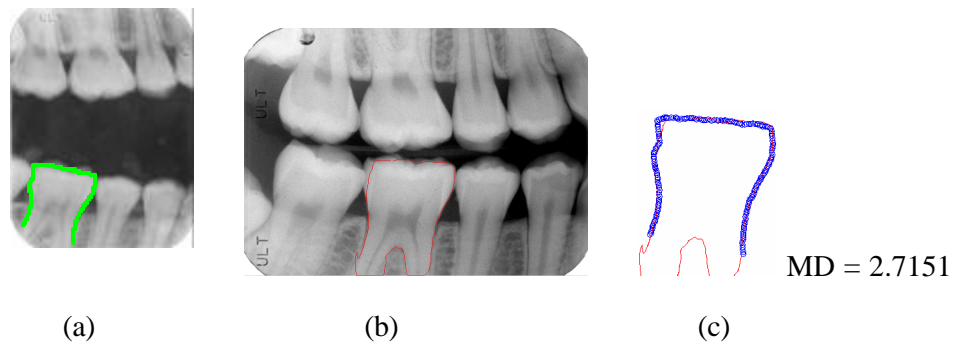 ULT
ULT
MD = 2.7151
(a)
(b)
(c)